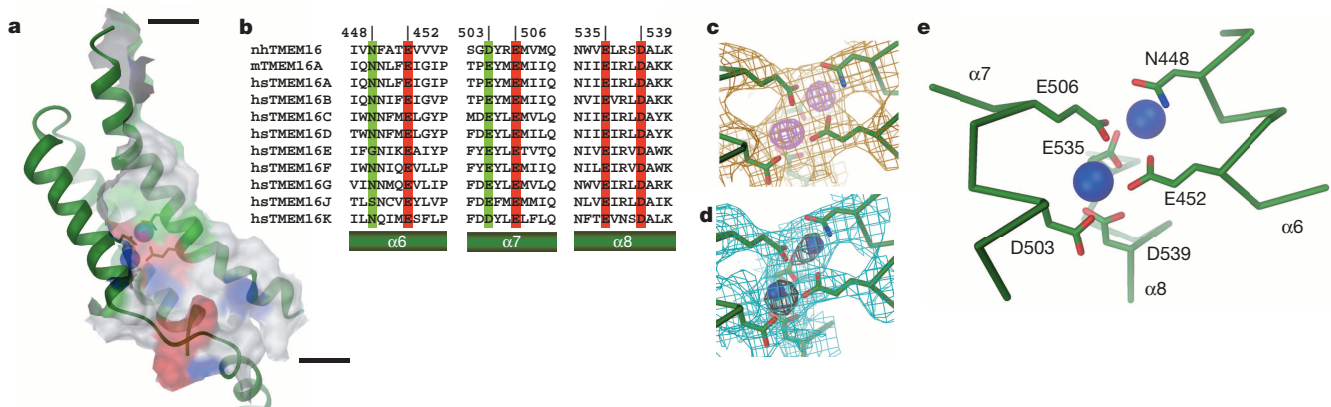 a
b
448 452 503 506 535 539
nhTMEM16 IVNFATEVVVP SGDYREMVMQ NWVELRSDALK
mTMEM16A IQNNLFEIGIP TPEYMEMIIQ NIIEIRLDAKK
hsTMEM16A IQNNLFEIGIP TPEYMEMIIQ NIIEIRLDAKK
hsTMEM16B IQNNIFEIGVP TPEYMEMIIQ NIIEIRLDAKK
hsTMEM16C IWNNFMELGYP MDEYLEMVLQ NIIEIRLDAYK
hsTMEM16D IWNNFMELGYP FDEYLEMILQ NIIEIRLDAYK
hsTMEM16E IFGNIKEAIYP FYEYLETVTQ NIVEIRVDAWK
hsTMEM16F IWNNIQEVLLP FYEYLEMIIQ NILEIRVDAWK
hsTMEM16G VINNMQEVLIP FDEYLEMVLQ NWVEIRLDARK
hsTMEM16J TLSNCVEYLVP FDEFMEMMIQ NLVEIRLDAIK
hsTMEM16K ILNQIMESFLP FDDYLELFLQ NFTEVNSDALK
α6 α7 α8
c
d
e
α7
N448
E506
E535
E452
α6
D503
D539
α8